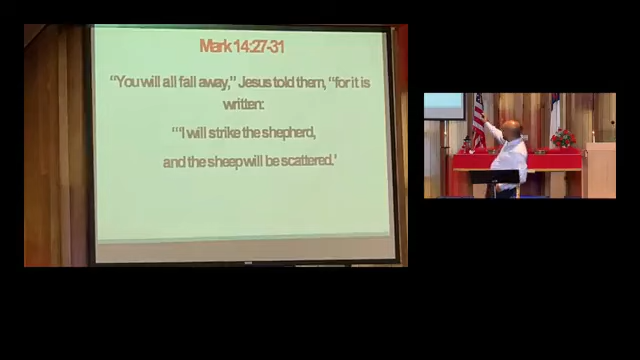 Mark 14:27-31
“You will all fall away,” Jesus told them, “for it is
written:
“‘I will strike the shepherd,
and the sheep will be scattered.’